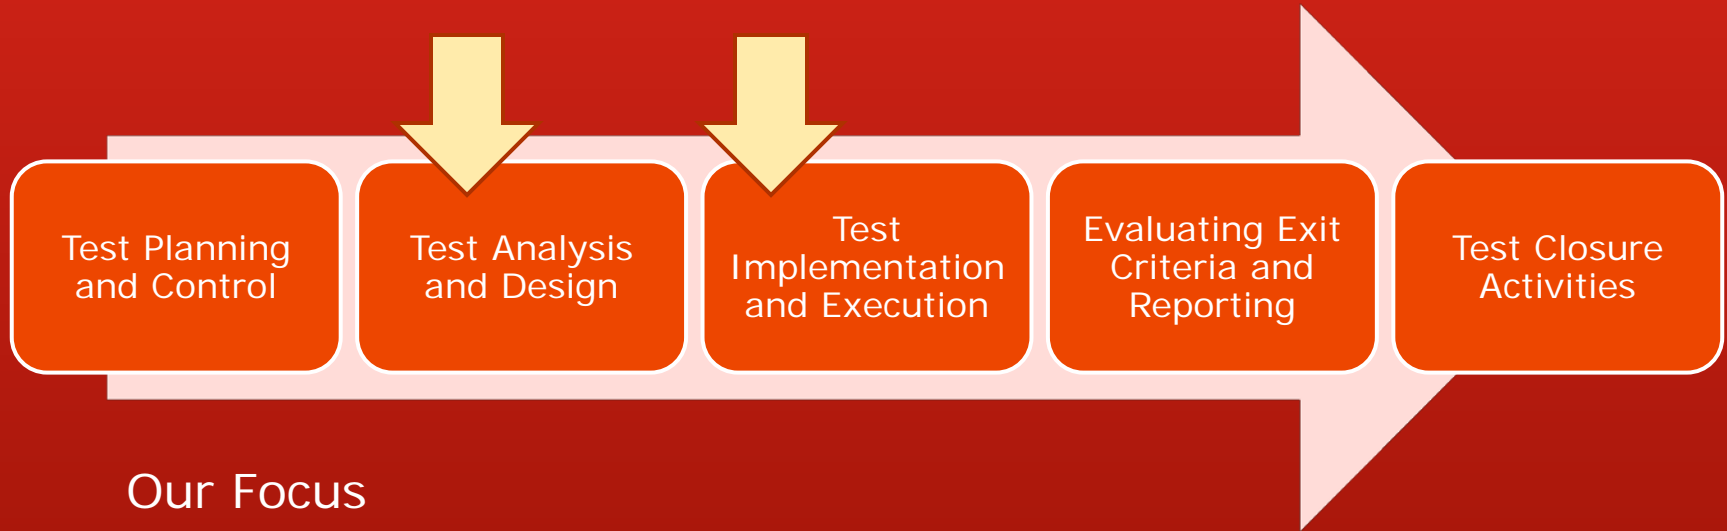 Test Planning
and Control
Test Analysis
and Design
Test
Implementation
and Execution
Evaluating Exit
Criteria and
Reporting
Test Closure
Activities
Our Focus